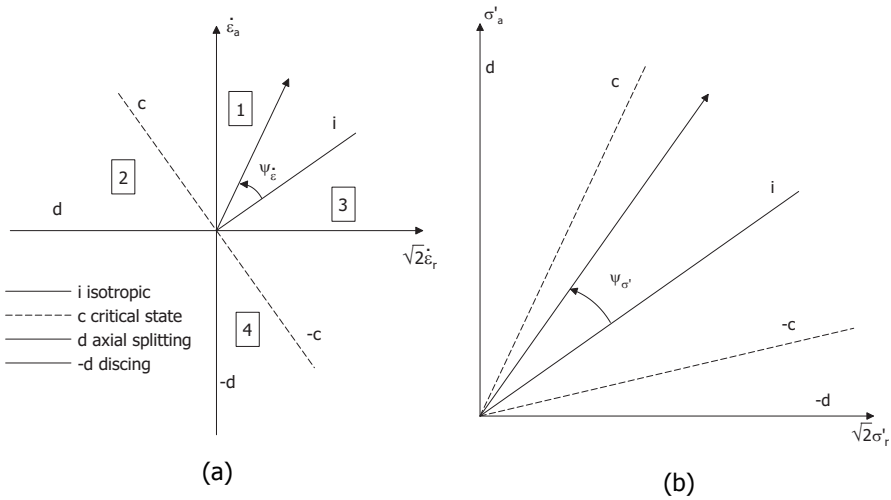 ε̇a
c
1
i
ψε̇
2
3
d
√2ε̇r
i isotropic
c critical state
d axial splitting
-d discing
4
-c
-d
(a)
σ'a
d
c
i
ψσ'
-c
-d
√2σ'r
(b)